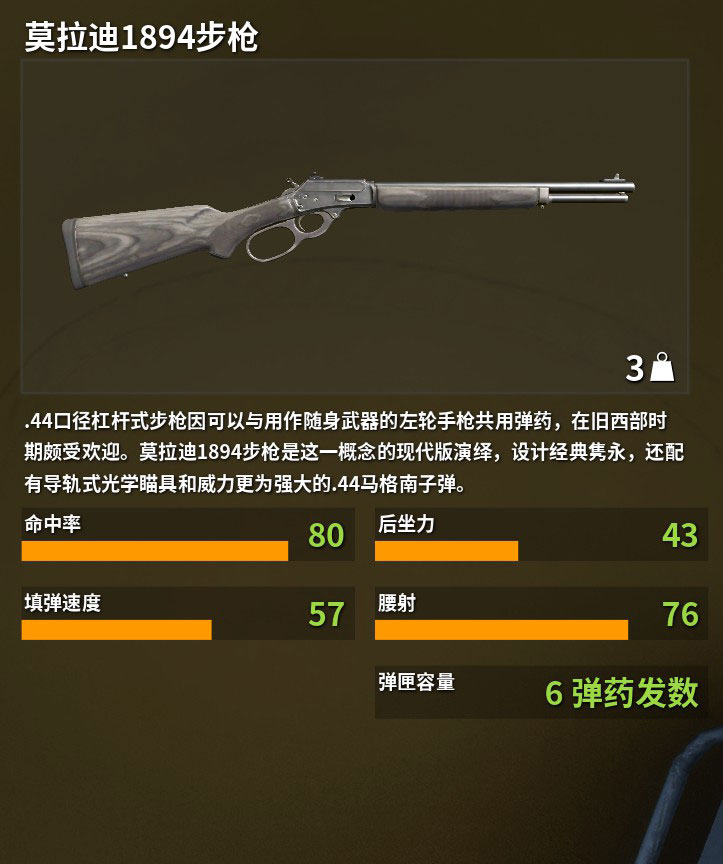 莫拉迪1894步枪
3
.44口径杠杆式步枪因可以与用作随身武器的左轮手枪共用弹药，在旧西部时
期颇受欢迎。莫拉迪1894步枪是这一概念的现代版演绎，设计经典隽永，还配
有导轨式光学瞄具和威力更为强大的.44马格南子弹。
命中率 80
后坐力 43
填弹速度 57
腰射 76
弹匣容量 6 弹药发数